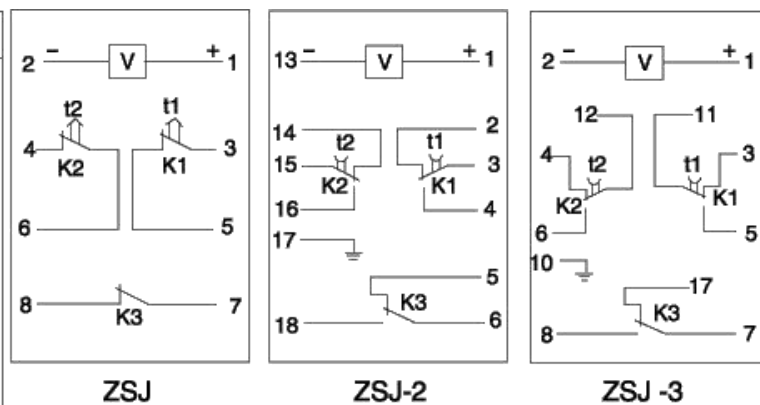 2 − V + 1
t2 t1
4 K2 K1 3
6 5
8 K3 7
ZSJ
13 − V + 1
14 2
t2 t1
15 K2 K1 3
16 4
17
5
K3
18 6
ZSJ-2
2 − V + 1
12 11
4 t2 t1 3
K2 K1
6 5
10
17
K3
8 7
ZSJ -3